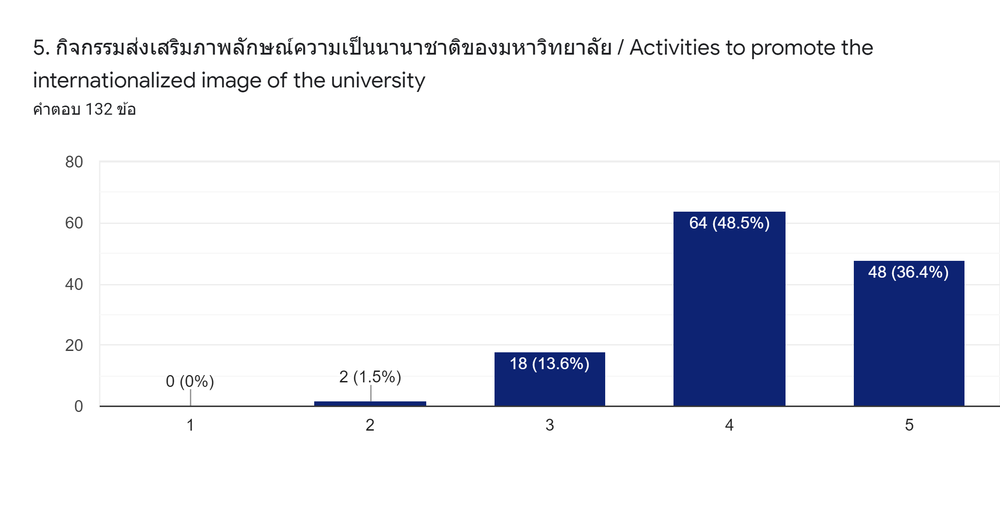 5. กิจกรรมส่งเสริมภาพลักษณ์ความเป็นนานาชาติของมหาวิทยาลัย / Activities to promote the
internationalized image of the university
คำตอบ 132 ข้อ
80
60
40
20
0
0 (0%)
2 (1.5%)
18 (13.6%)
64 (48.5%)
48 (36.4%)
1 2 3 4 5